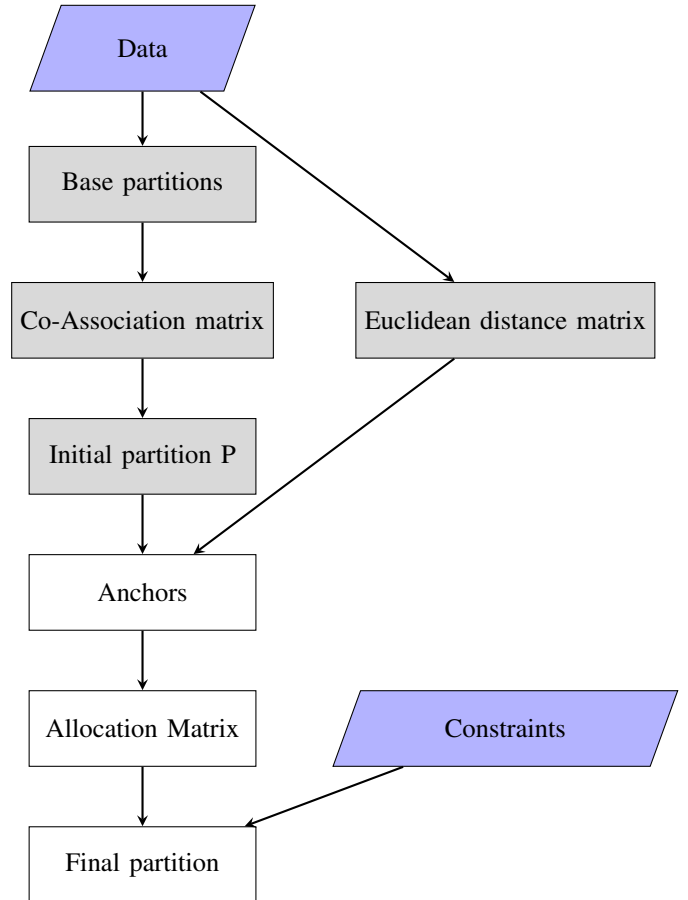 Data
Base partitions
Co-Association matrix
Euclidean distance matrix
Initial partition P
Anchors
Allocation Matrix
Constraints
Final partition